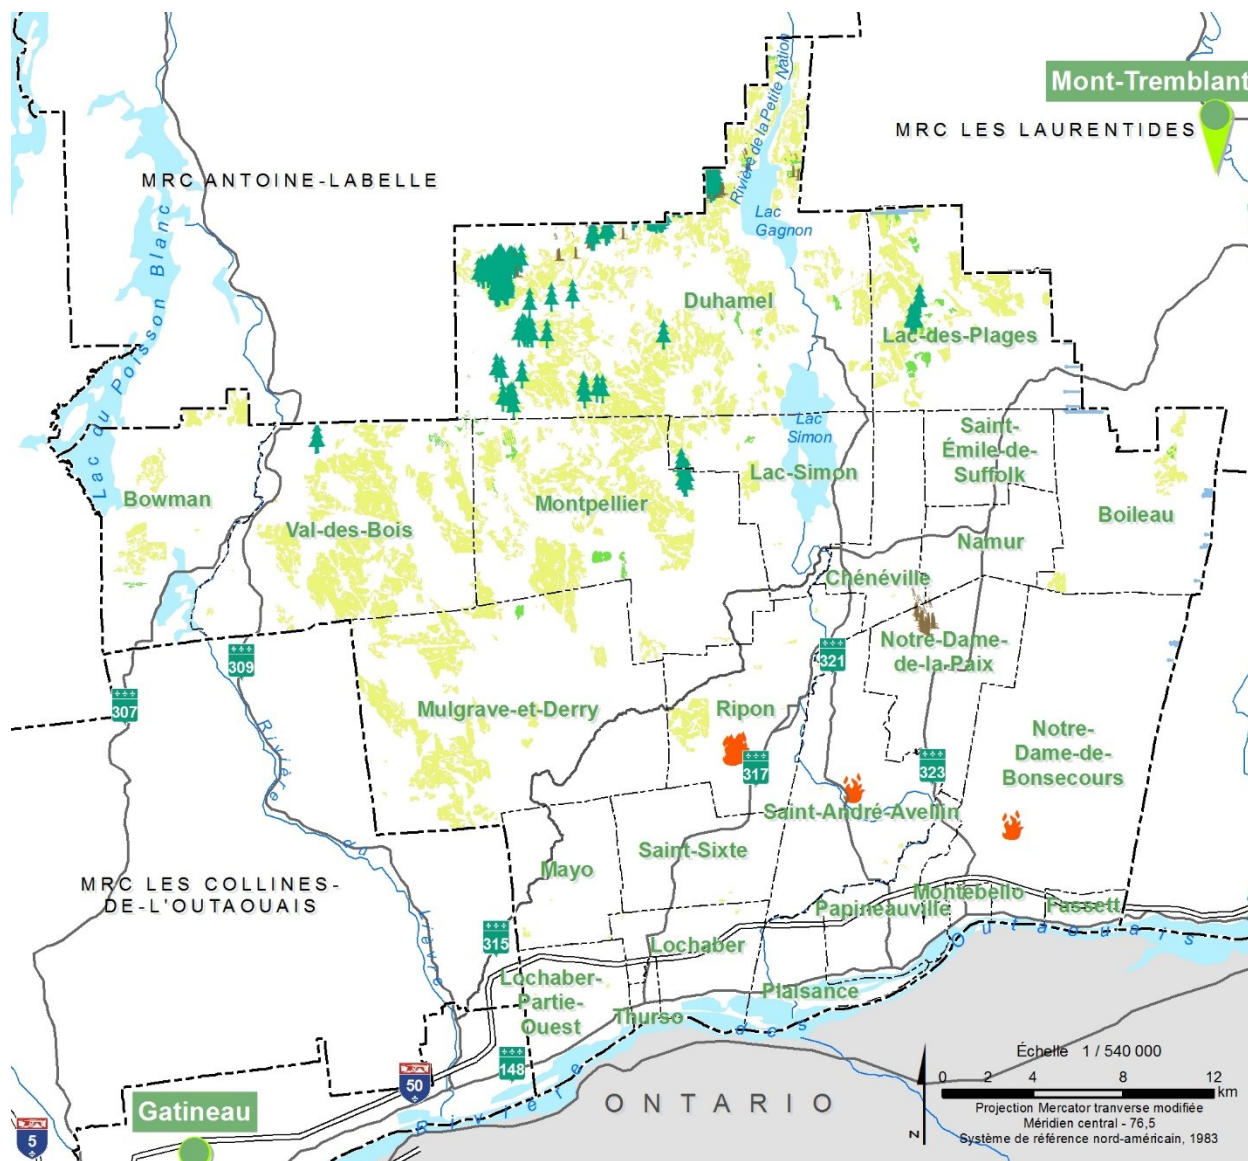 Mont-Tremblant
MRC LES LAURENTIDES
MRC ANTOINE-LABELLE
Rivière de la Petite Nation
Lac
Gagnon
Lac du Poisson Blanc
Duhamel
Lac-des-Plages
Lac
Simon
Saint-
Émile-de-
Suffolk
Lac-Simon
Bowman
Montpellier
Val-des-Bois
Boileau
Namur
Chénéville
Notre-Dame-
de-la-Paix
321
309
307
Mulgrave-et-Derry
Ripon
Notre-
Dame-de-
Bonsecours
317
323
Rivière du Lièvre
Saint-André-Avellin
Saint-Sixte
Mayo
MRC LES COLLINES-
DE-L'OUTAOUAIS
Montebello
Fassett
Papineauville
315
Lochaber
Lochaber-
Partie-
Ouest
Plaisance
Thurso
Rivière des Outaouais
148
50
Gatineau
5
ONTARIO
N
Échelle 1 / 540 000
0 2 4 8 12
km
Projection Mercator tranverse modifiée
Méridien central - 76,5
Système de référence nord-américain, 1983